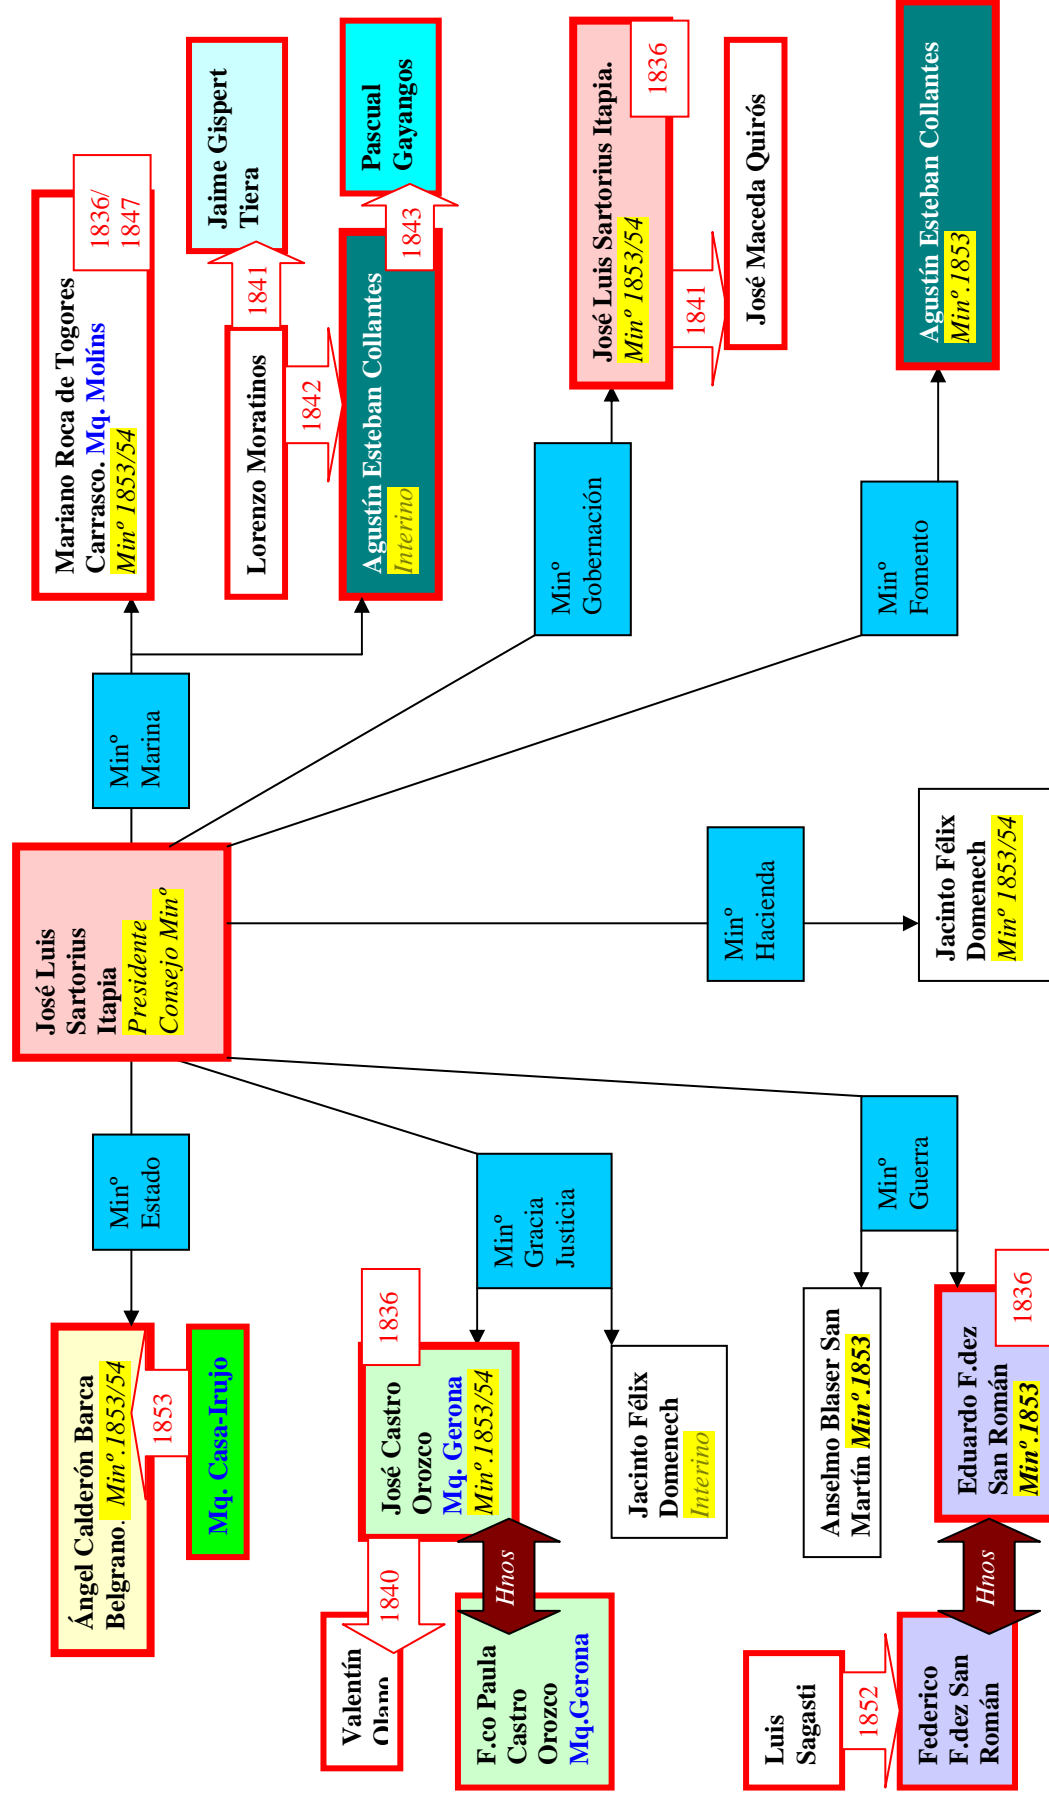 José Luis
Sartorius
Itapia
Presidente
Consejo Minº
Minº
Estado
Ángel Calderón Barca
Belgrano. Minº.1853/54
1853
Mq. Casa-Irujo
Minº
Marina
Mariano Roca de Togores
Carrasco. Mq. Molíns
Minº 1853/54
1836/
1847
Lorenzo Moratinos
1841
Jaime Gispert
Tiera
1842
Agustín Esteban Collantes
Interino
1843
Pascual
Gayangos
Minº
Gracia
Justicia
José Castro
Orozco
Mq. Gerona
Minº.1853/54
1836
1840
Valentín
Olano
Hnos
F.co Paula
Castro
Orozco
Mq.Gerona
Jacinto Félix
Domenech
Interino
Minº
Gobernación
José Luis Sartorius Itapia.
Minº 1853/54
1836
1841
José Maceda Quirós
Minº
Hacienda
Jacinto Félix
Domenech
Minº 1853/54
Minº
Guerra
Anselmo Blaser San
Martín Minº.1853
Eduardo F.dez
San Román
Minº.1853
1836
Hnos
Luis
Sagasti
1852
Federico
F.dez San
Román
Minº
Fomento
Agustín Esteban Collantes
Minº.1853